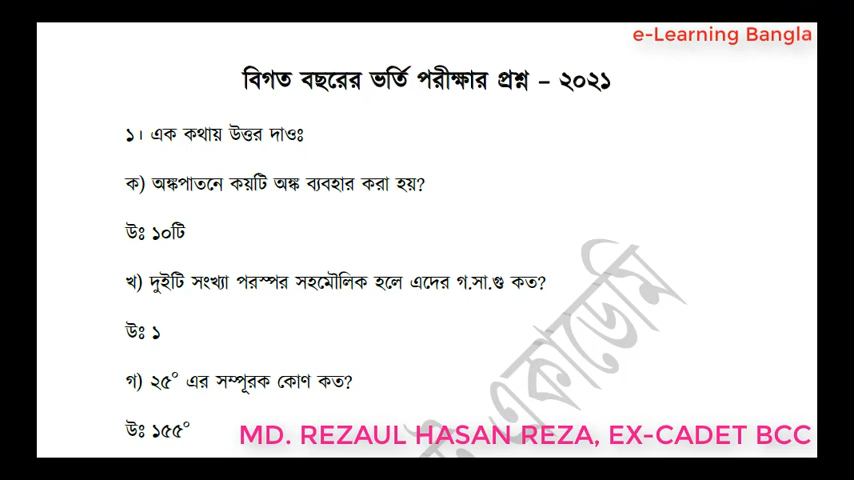 e-Learning Bangla
বিগত বছরের ভর্তি পরীক্ষার প্রশ্ন – ২০২১
১। এক কথায় উত্তর দাওঃ
ক) অঙ্কপাতনে কয়টি অঙ্ক ব্যবহার করা হয়?
উঃ ১০টি
খ) দুইটি সংখ্যা পরস্পর সহমৌলিক হলে এদের গ.সা.গু কত?
উঃ ১
গ) ২৫° এর সম্পূরক কোণ কত?
উঃ ১৫৫°
একাডেমি
MD. REZAUL HASAN REZA, EX-CADET BCC